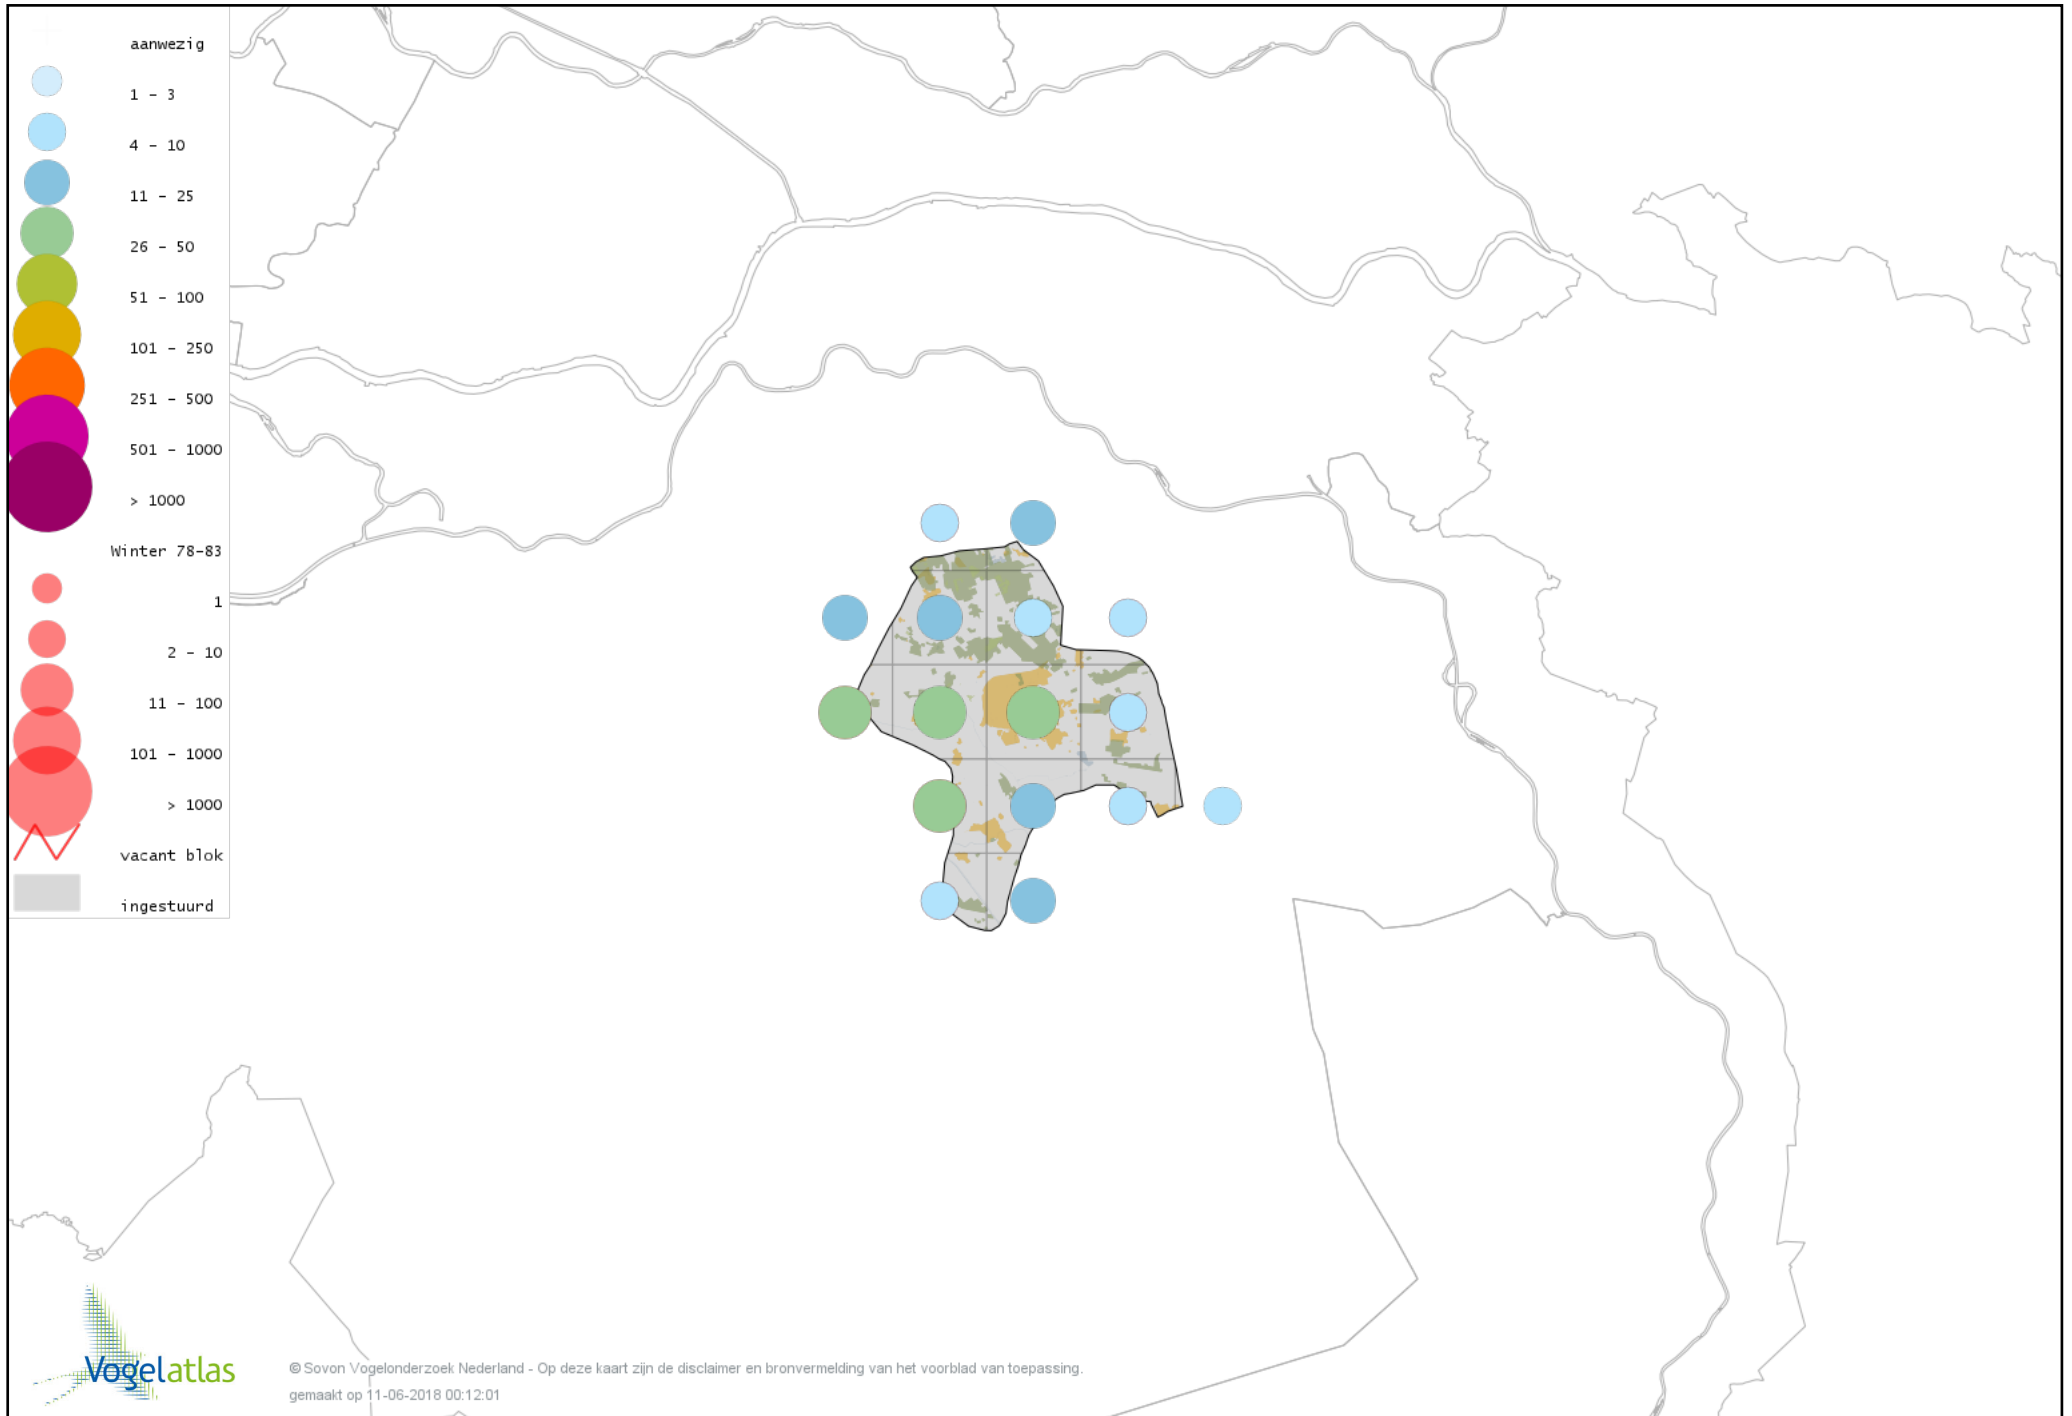 aanwezig
1 - 3
4 - 10
11 - 25
26 - 50
51 - 100
101 - 250
251 - 500
501 - 1000
> 1000
Winter 78-83
1
2 - 10
11 - 100
101 - 1000
> 1000
vacant blok
ingestuurd
Vogelatlas
© Sovon Vogelonderzoek Nederland - Op deze kaart zijn de disclaimer en bronvermelding van het voorblad van toepassing.
gemaakt op 11-06-2018 00:12:01